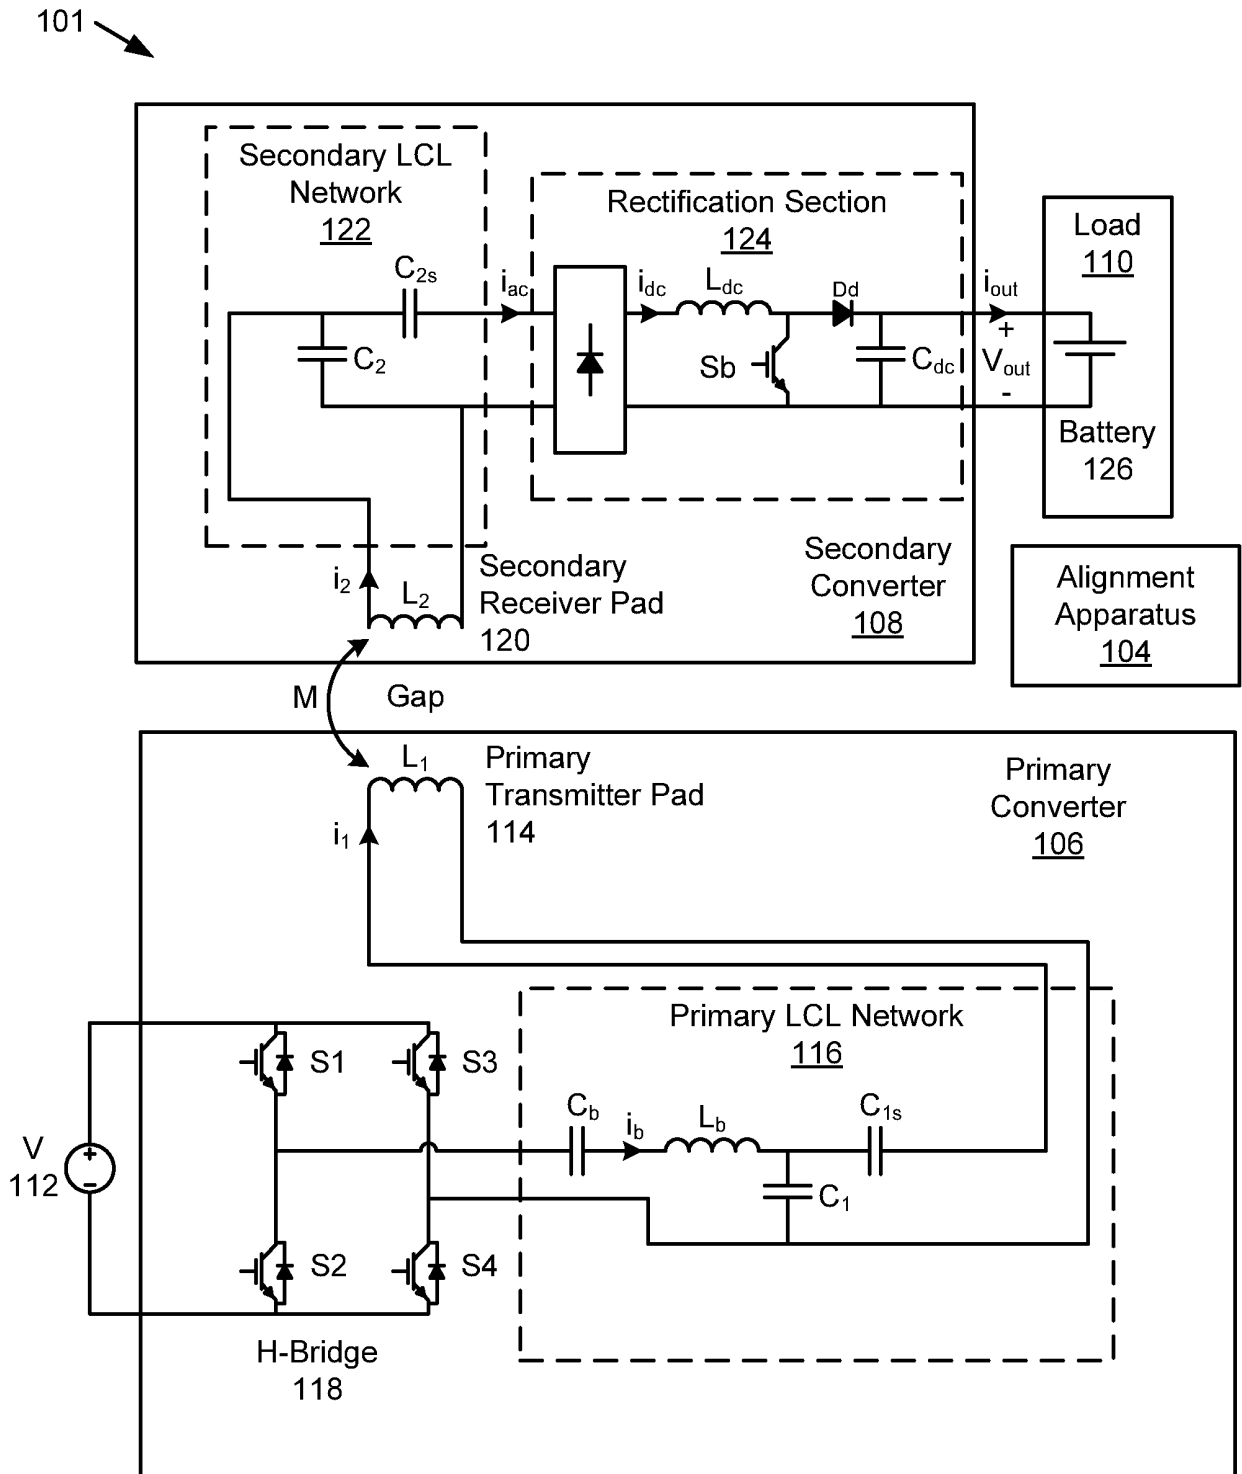 101
Secondary LCL
Network
122
Rectification Section
124
Load
110
C2s
iac
idc
Ldc
Dd
iout
+
Vout
-
C2
Sb
Cdc
Battery
126
Secondary
Converter
108
Alignment
Apparatus
104
i2
L2
Secondary
Receiver Pad
120
M
Gap
L1
Primary
Transmitter Pad
114
i1
Primary
Converter
106
Primary LCL Network
116
S1
S3
Cb
ib
Lb
C1s
V
112
+
-
C1
S2
S4
H-Bridge
118